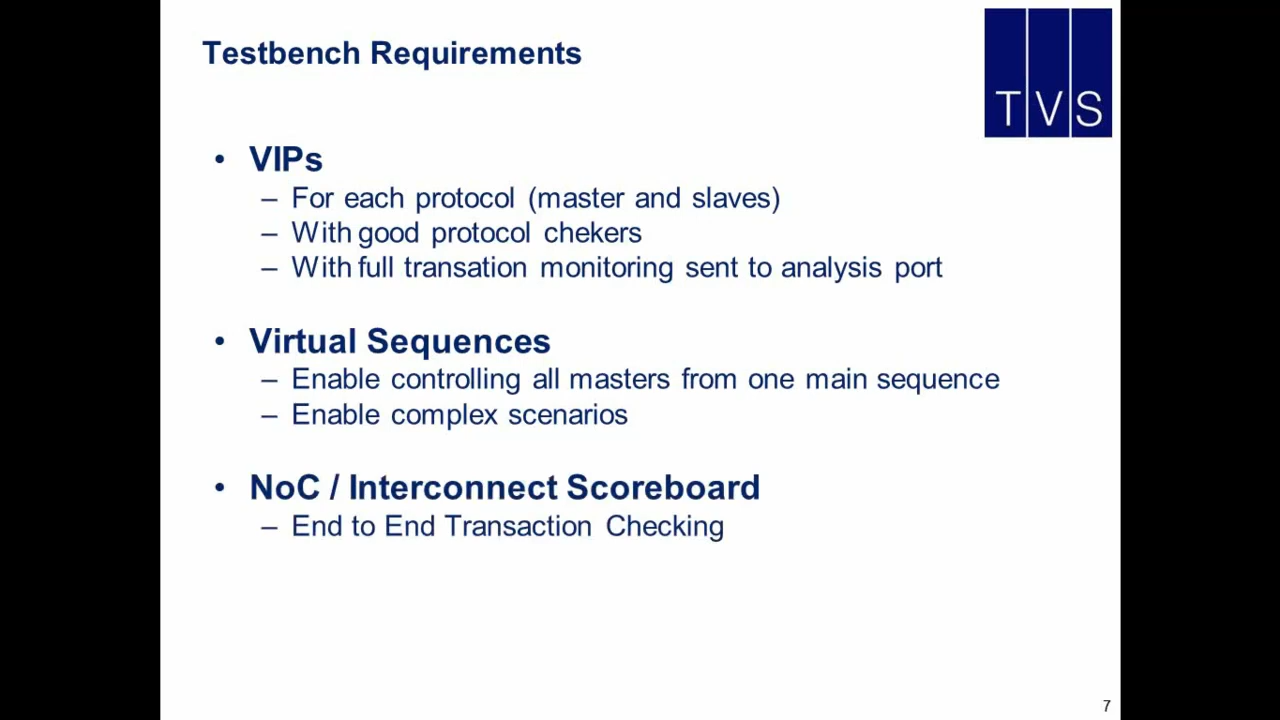 Testbench Requirements
TVS
• VIPs
– For each protocol (master and slaves)
– With good protocol chekers
– With full transation monitoring sent to analysis port
• Virtual Sequences
– Enable controlling all masters from one main sequence
– Enable complex scenarios
• NoC / Interconnect Scoreboard
– End to End Transaction Checking
7